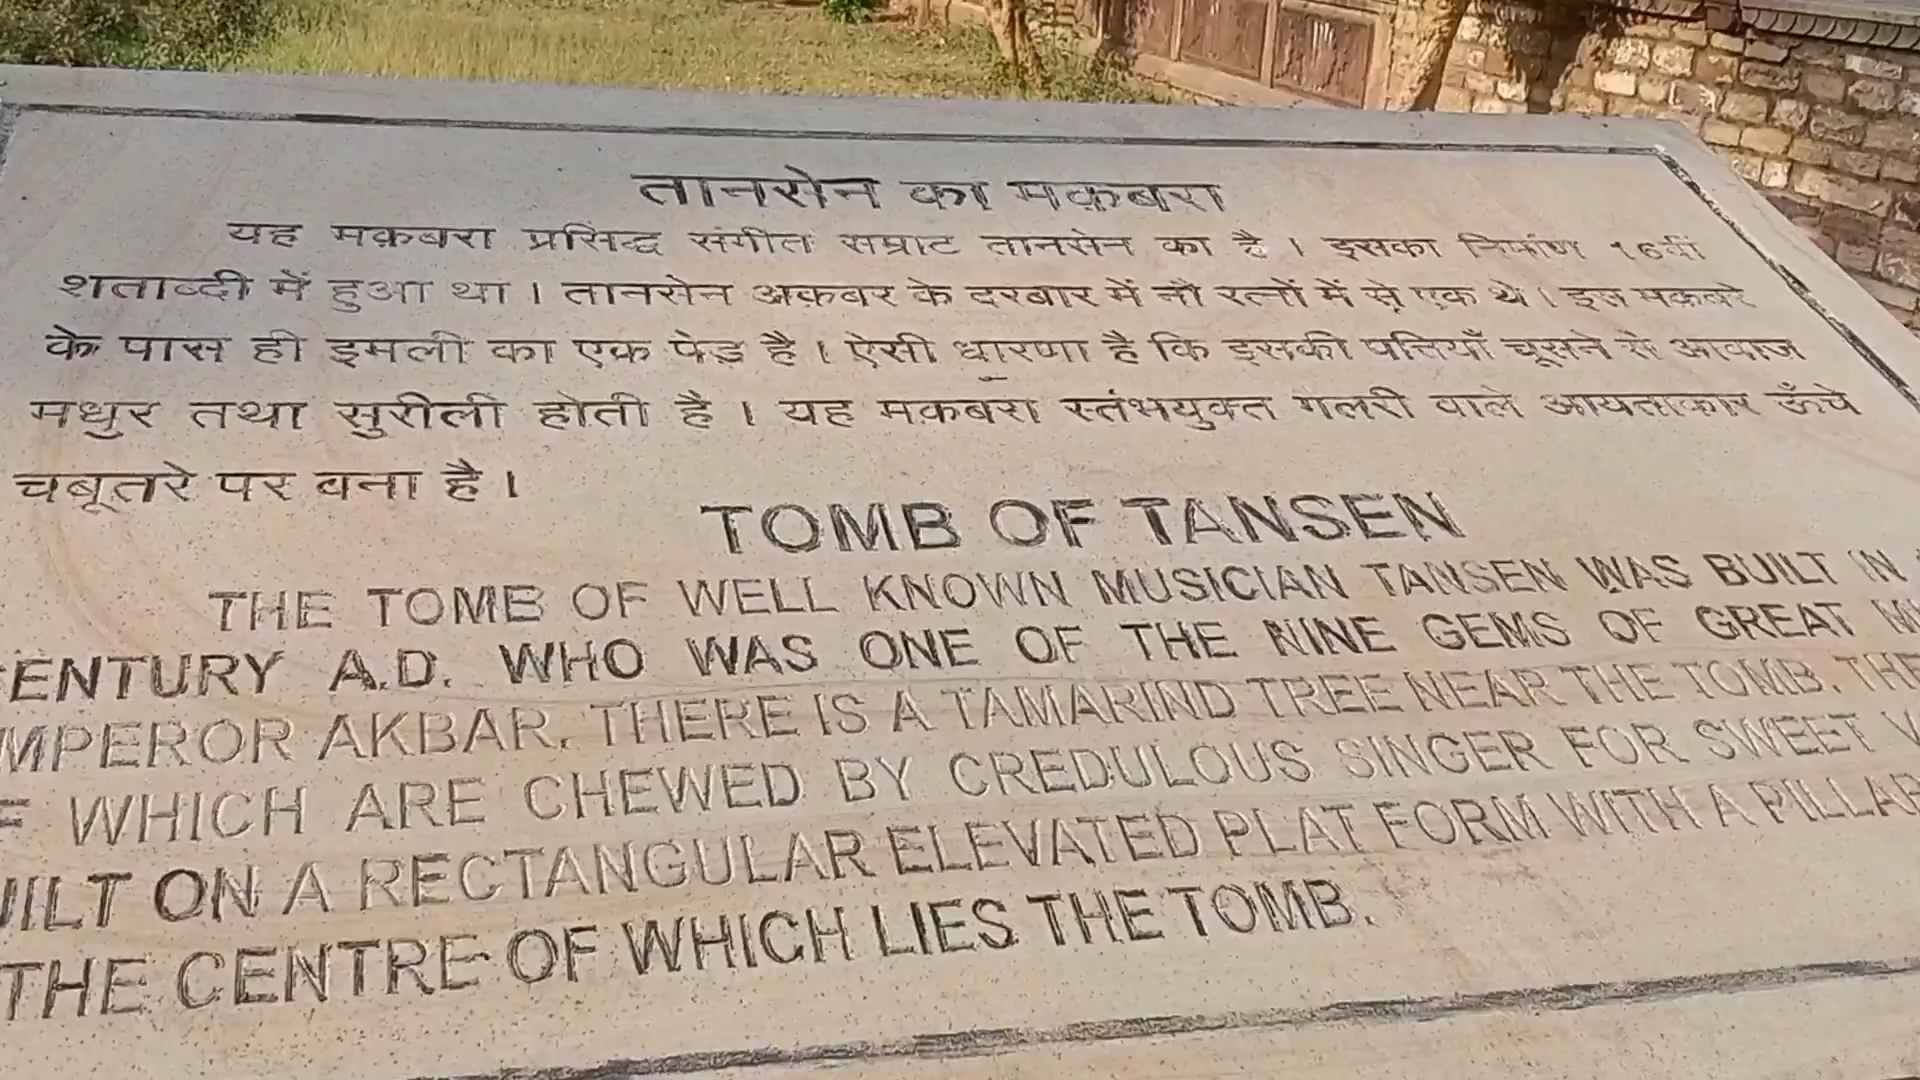 तानसेन का मक़बरा
यह मक़बरा प्रसिद्ध संगीत सम्राट तानसेन का है । इसका निर्माण 16वीं
शताब्दी में हुआ था । तानसेन अक़बर के दरबार में नौ रत्नों में से एक थे । इस मक़बरे
के पास ही इमली का एक पेड़ है । ऐसी धारणा है कि इसकी पत्तियाँ चूसने से आवाज
मधुर तथा सुरीली होती है । यह मक़बरा स्तंभयुक्त गलरी वाले आयताकार ऊँचे
चबूतरे पर बना है ।
TOMB OF TANSEN
THE TOMB OF WELL KNOWN MUSICIAN TANSEN WAS BUILT IN
ENTURY A.D. WHO WAS ONE OF THE NINE GEMS OF GREAT
MPEROR AKBAR. THERE IS A TAMARIND TREE NEAR THE TOMB. THE
WHICH ARE CHEWED BY CREDULOUS SINGER FOR SWEET
UILT ON A RECTANGULAR ELEVATED PLAT FORM WITH A PILLAR
THE CENTRE OF WHICH LIES THE TOMB.